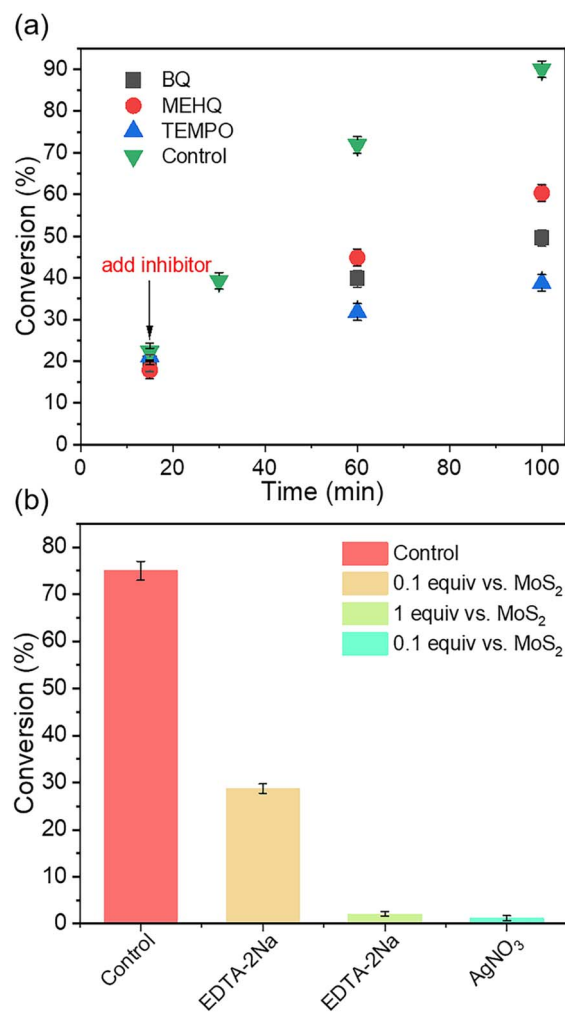 (a)
90
80
70
60
50
40
30
20
10
0
Conversion (%)
BQ
MEHQ
TEMPO
Control
add inhibitor
0 20 40 60 80 100
Time (min)
(b)
80
70
60
50
40
30
20
10
0
Conversion (%)
Control
0.1 equiv vs. MoS₂
1 equiv vs. MoS₂
0.1 equiv vs. MoS₂
Control
EDTA-2Na
EDTA-2Na
AgNO₃